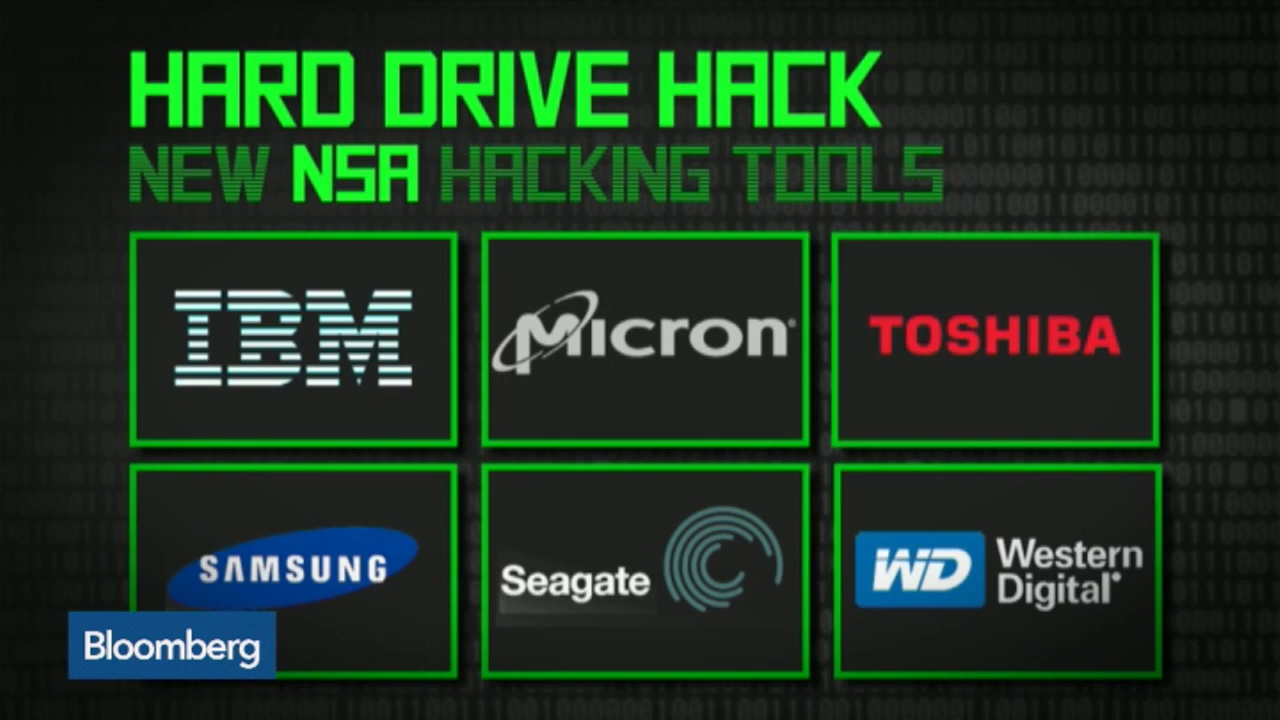 HARD DRIVE HACK
NEW NSA HACKING TOOLS
IBM
Micron®
TOSHIBA
SAMSUNG
Seagate
WD Western
Digital®
Bloomberg